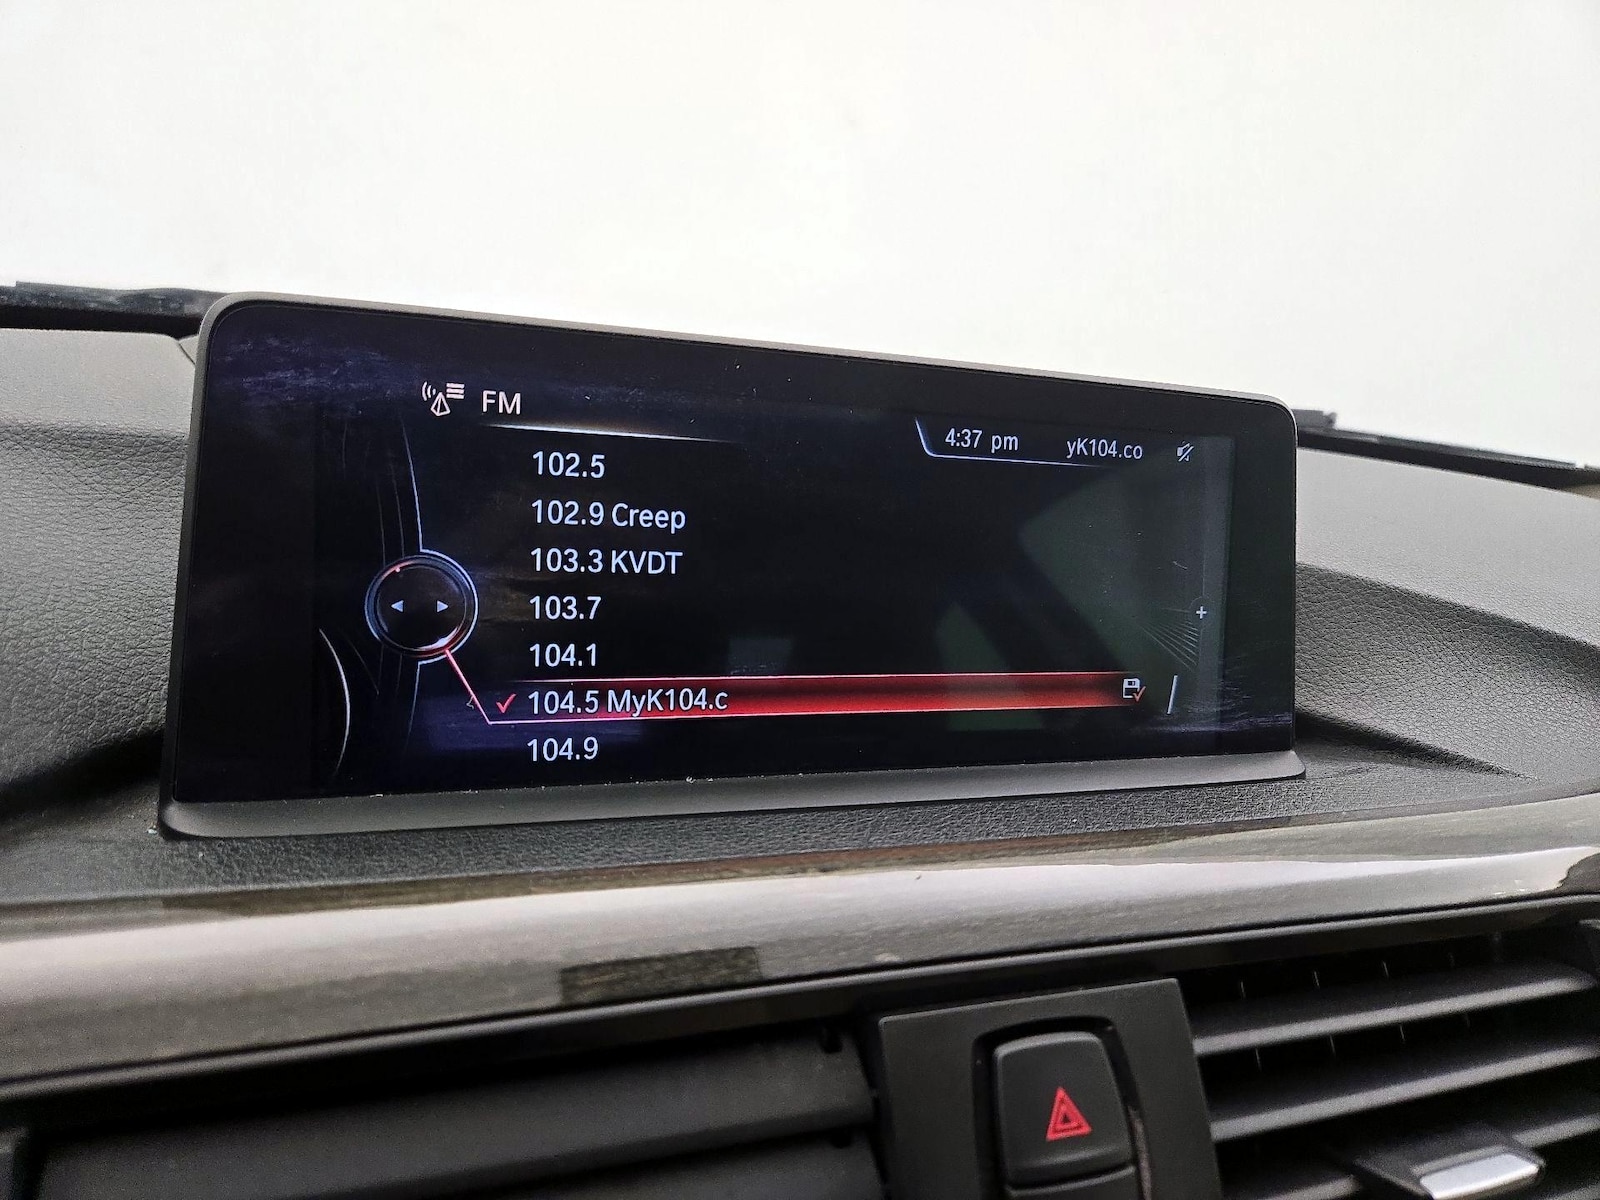 FM
4:37 pm yK104.co
102.5
102.9 Creep
103.3 KVDT
103.7
104.1
104.5 MyK104.c
104.9
+